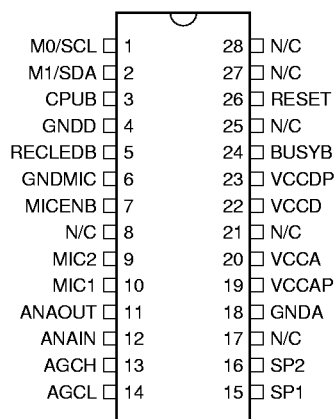 M0/SCL 1 28 N/C
M1/SDA 2 27 N/C
CPUB 3 26 RESET
GNDD 4 25 N/C
RECLEDB 5 24 BUSYB
GNDMIC 6 23 VCCDP
MICENB 7 22 VCCD
N/C 8 21 N/C
MIC2 9 20 VCCA
MIC1 10 19 VCCAP
ANAOUT 11 18 GNDA
ANAIN 12 17 N/C
AGCH 13 16 SP2
AGCL 14 15 SP1